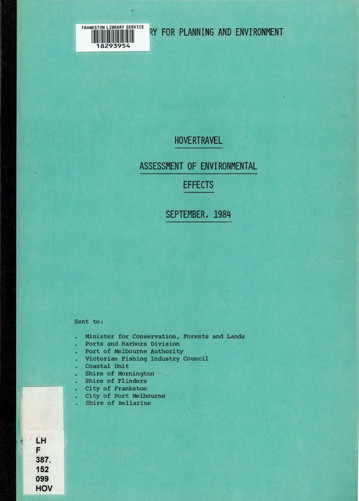 FRANKSTON LIBRARY SERVICE
18293954
RY FOR PLANNING AND ENVIRONMENT
HOVERTRAVEL
ASSESSMENT OF ENVIRONMENTAL
EFFECTS
SEPTEMBER, 1984
Sent to:
. Minister for Conservation, Forests and Lands
. Ports and Harbors Division
. Port of Melbourne Authority
. Victorian Fishing Industry Council
. Coastal Unit
. Shire of Mornington
. Shire of Flinders
. City of Frankston
. City of Port Melbourne
. Shire of Bellarine
LH
F
387.
152
099
HOV